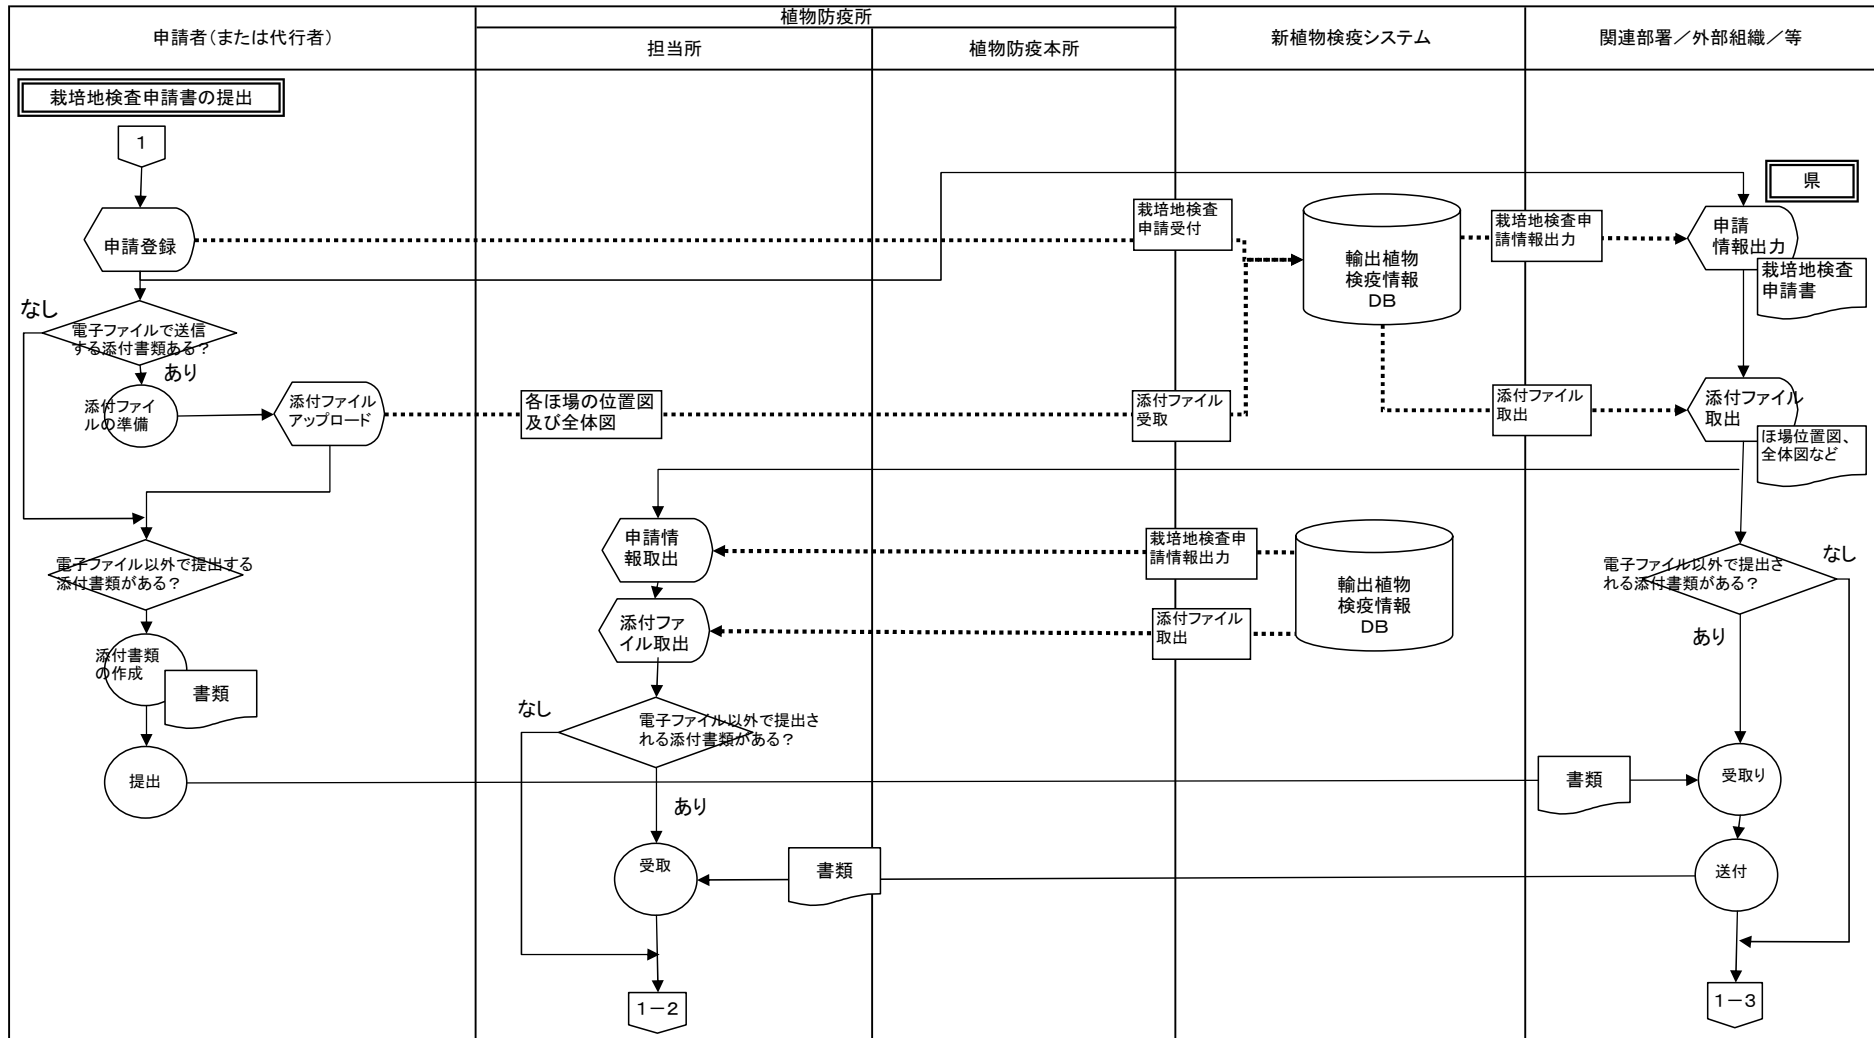 申請者(または代行者)
植物防疫所
担当所
植物防疫本所
新植物検疫システム
関連部署/外部組織/等
栽培地検査申請書の提出
1
県
栽培地検査
申請受付
栽培地検査申
請情報出力
申請
情報出力
申請登録
輸出植物
検疫情報
DB
栽培地検査
申請書
なし
電子ファイルで送信
する添付書類ある?
あり
添付ファイ
ルの準備
添付ファイル
アップロード
各ほ場の位置図
及び全体図
添付ファイル
受取
添付ファイル
取出
添付ファイル
取出
ほ場位置図、
全体図など
申請情
報取出
栽培地検査申
請情報出力
輸出植物
検疫情報
DB
電子ファイル以外で提出する
添付書類がある?
電子ファイル以外で提出さ
れる添付書類がある?
なし
添付ファ
イル取出
添付ファイル
取出
あり
添付書類
の作成
書類
なし
電子ファイル以外で提出さ
れる添付書類がある?
提出
書類
受取り
あり
受取
書類
送付
1-2
1-3